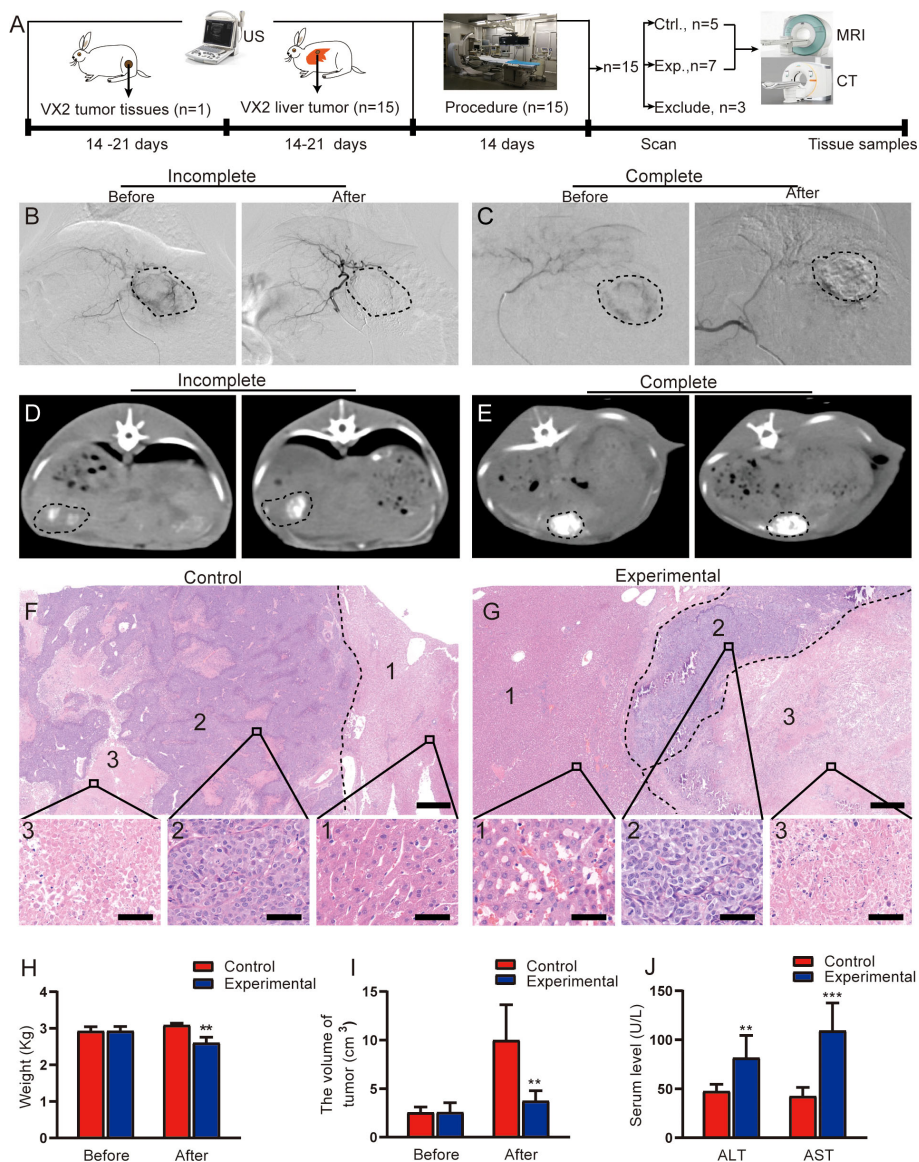 A
US
VX2 tumor tissues (n=1)
VX2 liver tumor (n=15)
Procedure (n=15)
n=15
Ctrl., n=5
Exp.,n=7
Exclude, n=3
MRI
CT
14 -21 days
14-21 days
14 days
Scan
Tissue samples
Incomplete
Before
After
Complete
Before
After
B
C
Incomplete
Complete
D
E
Control
Experimental
F
1
2
3
3
2
1
G
1
2
3
1
2
3
H
Control
Experimental
Weight (Kg)
4
3
2
1
0
**
Before
After
I
Control
Experimental
The volume of
tumor (cm³)
15
10
5
0
**
Before
After
J
Control
Experimental
Serum level (U/L)
150
100
50
0
**
***
ALT
AST